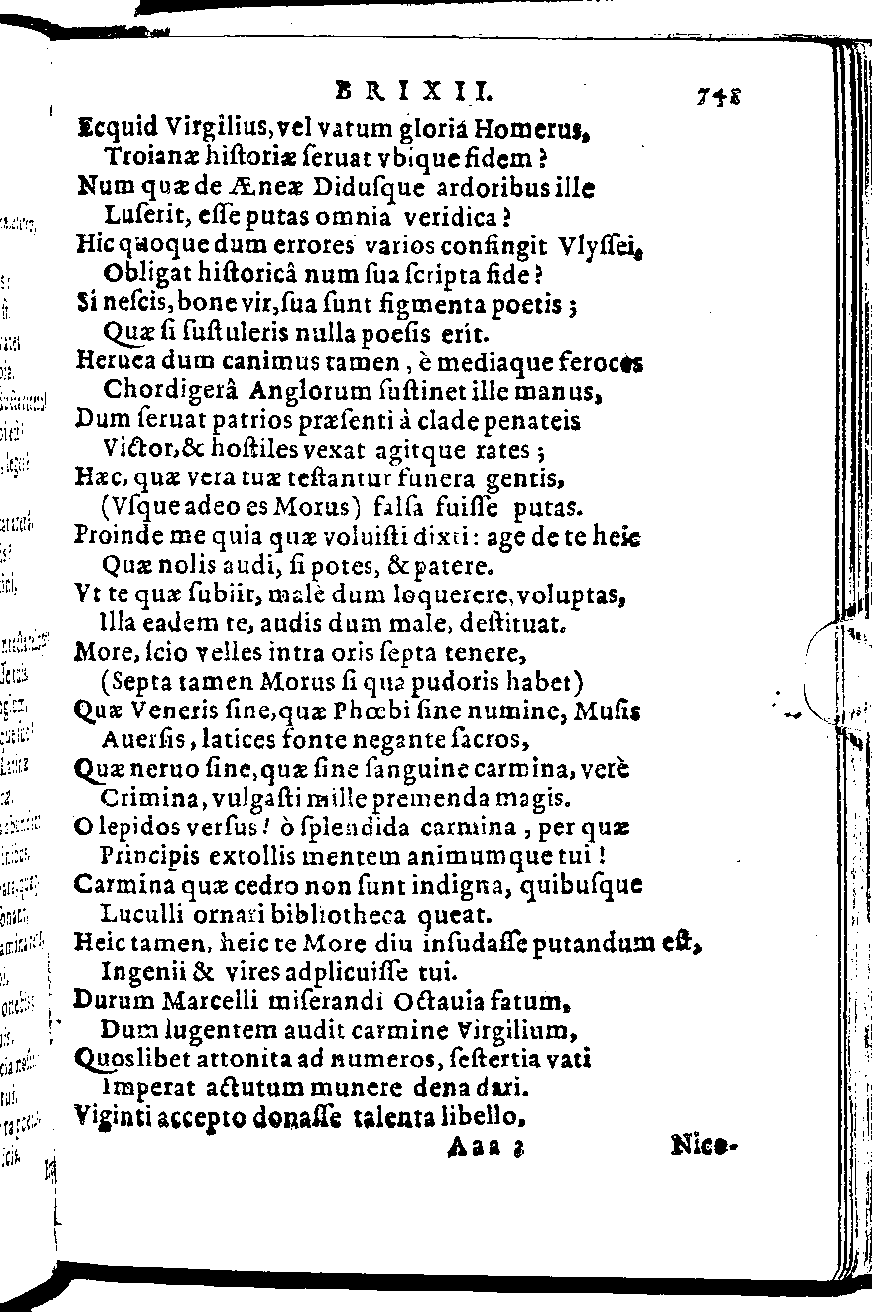 BRIXII. 748
Ecquid Virgilius, vel vatum gloria Homerus,
Troianæ hiſtoriæ ſeruat vbique fidem ?
Num quæ de Æneæ Diduſque ardoribus ille
Luſerit, eſſe putas omnia veridica ?
Hic quoque dum errores varios confingit Vlyſſei,
Obligat hiſtoricâ num ſua ſcripta fide ?
Si neſcis, bone vir, ſua ſunt figmenta poetis ;
Quæ ſi ſuſtuleris nulla poeſis erit.
Heruea dum canimus tamen , è mediaque feroces
Chordigerâ Anglorum ſuſtinet ille manus,
Dum ſeruat patrios præſenti à clade penateis
Victor, & hoſtiles vexat agitque rates ;
Hæc, quæ vera tuæ teſtantur funera gentis,
(Vſque adeo es Morus) falſa fuiſſe putas.
Proinde me quia quæ voluiſti dixti : age de te heic
Quæ nolis audi, ſi potes, & patere.
Vt te quæ ſubiit, malè dum loquerere, voluptas,
Illa eadem te, audis dum male, deſtituat.
More, ſcio velles intra oris ſepta tenere,
(Septa tamen Morus ſi qua pudoris habet)
Quæ Veneris ſine, quæ Phœbi ſine numine, Muſis
Auerſis , latices fonte negante ſacros,
Quæ neruo ſine, quæ ſine ſanguine carmina, verè
Crimina, vulgaſti mille premenda magis.
O lepidos verſus ! ò ſplendida carmina , per quæ
Principis extollis mentem animumque tui !
Carmina quæ cedro non ſunt indigna, quibuſque
Luculli ornari bibliotheca queat.
Heic tamen, heic te More diu inſudaſſe putandum eſt,
Ingenii & vires adplicuiſſe tui.
Durum Marcelli miſerandi Octauia fatum,
Dum lugentem audit carmine Virgilium,
Quoslibet attonita ad numeros, ſeſtertia vati
Imperat actutum munere dena dari.
Viginti accepto donaſſe talenta libello,
Aaa 2 Nico-